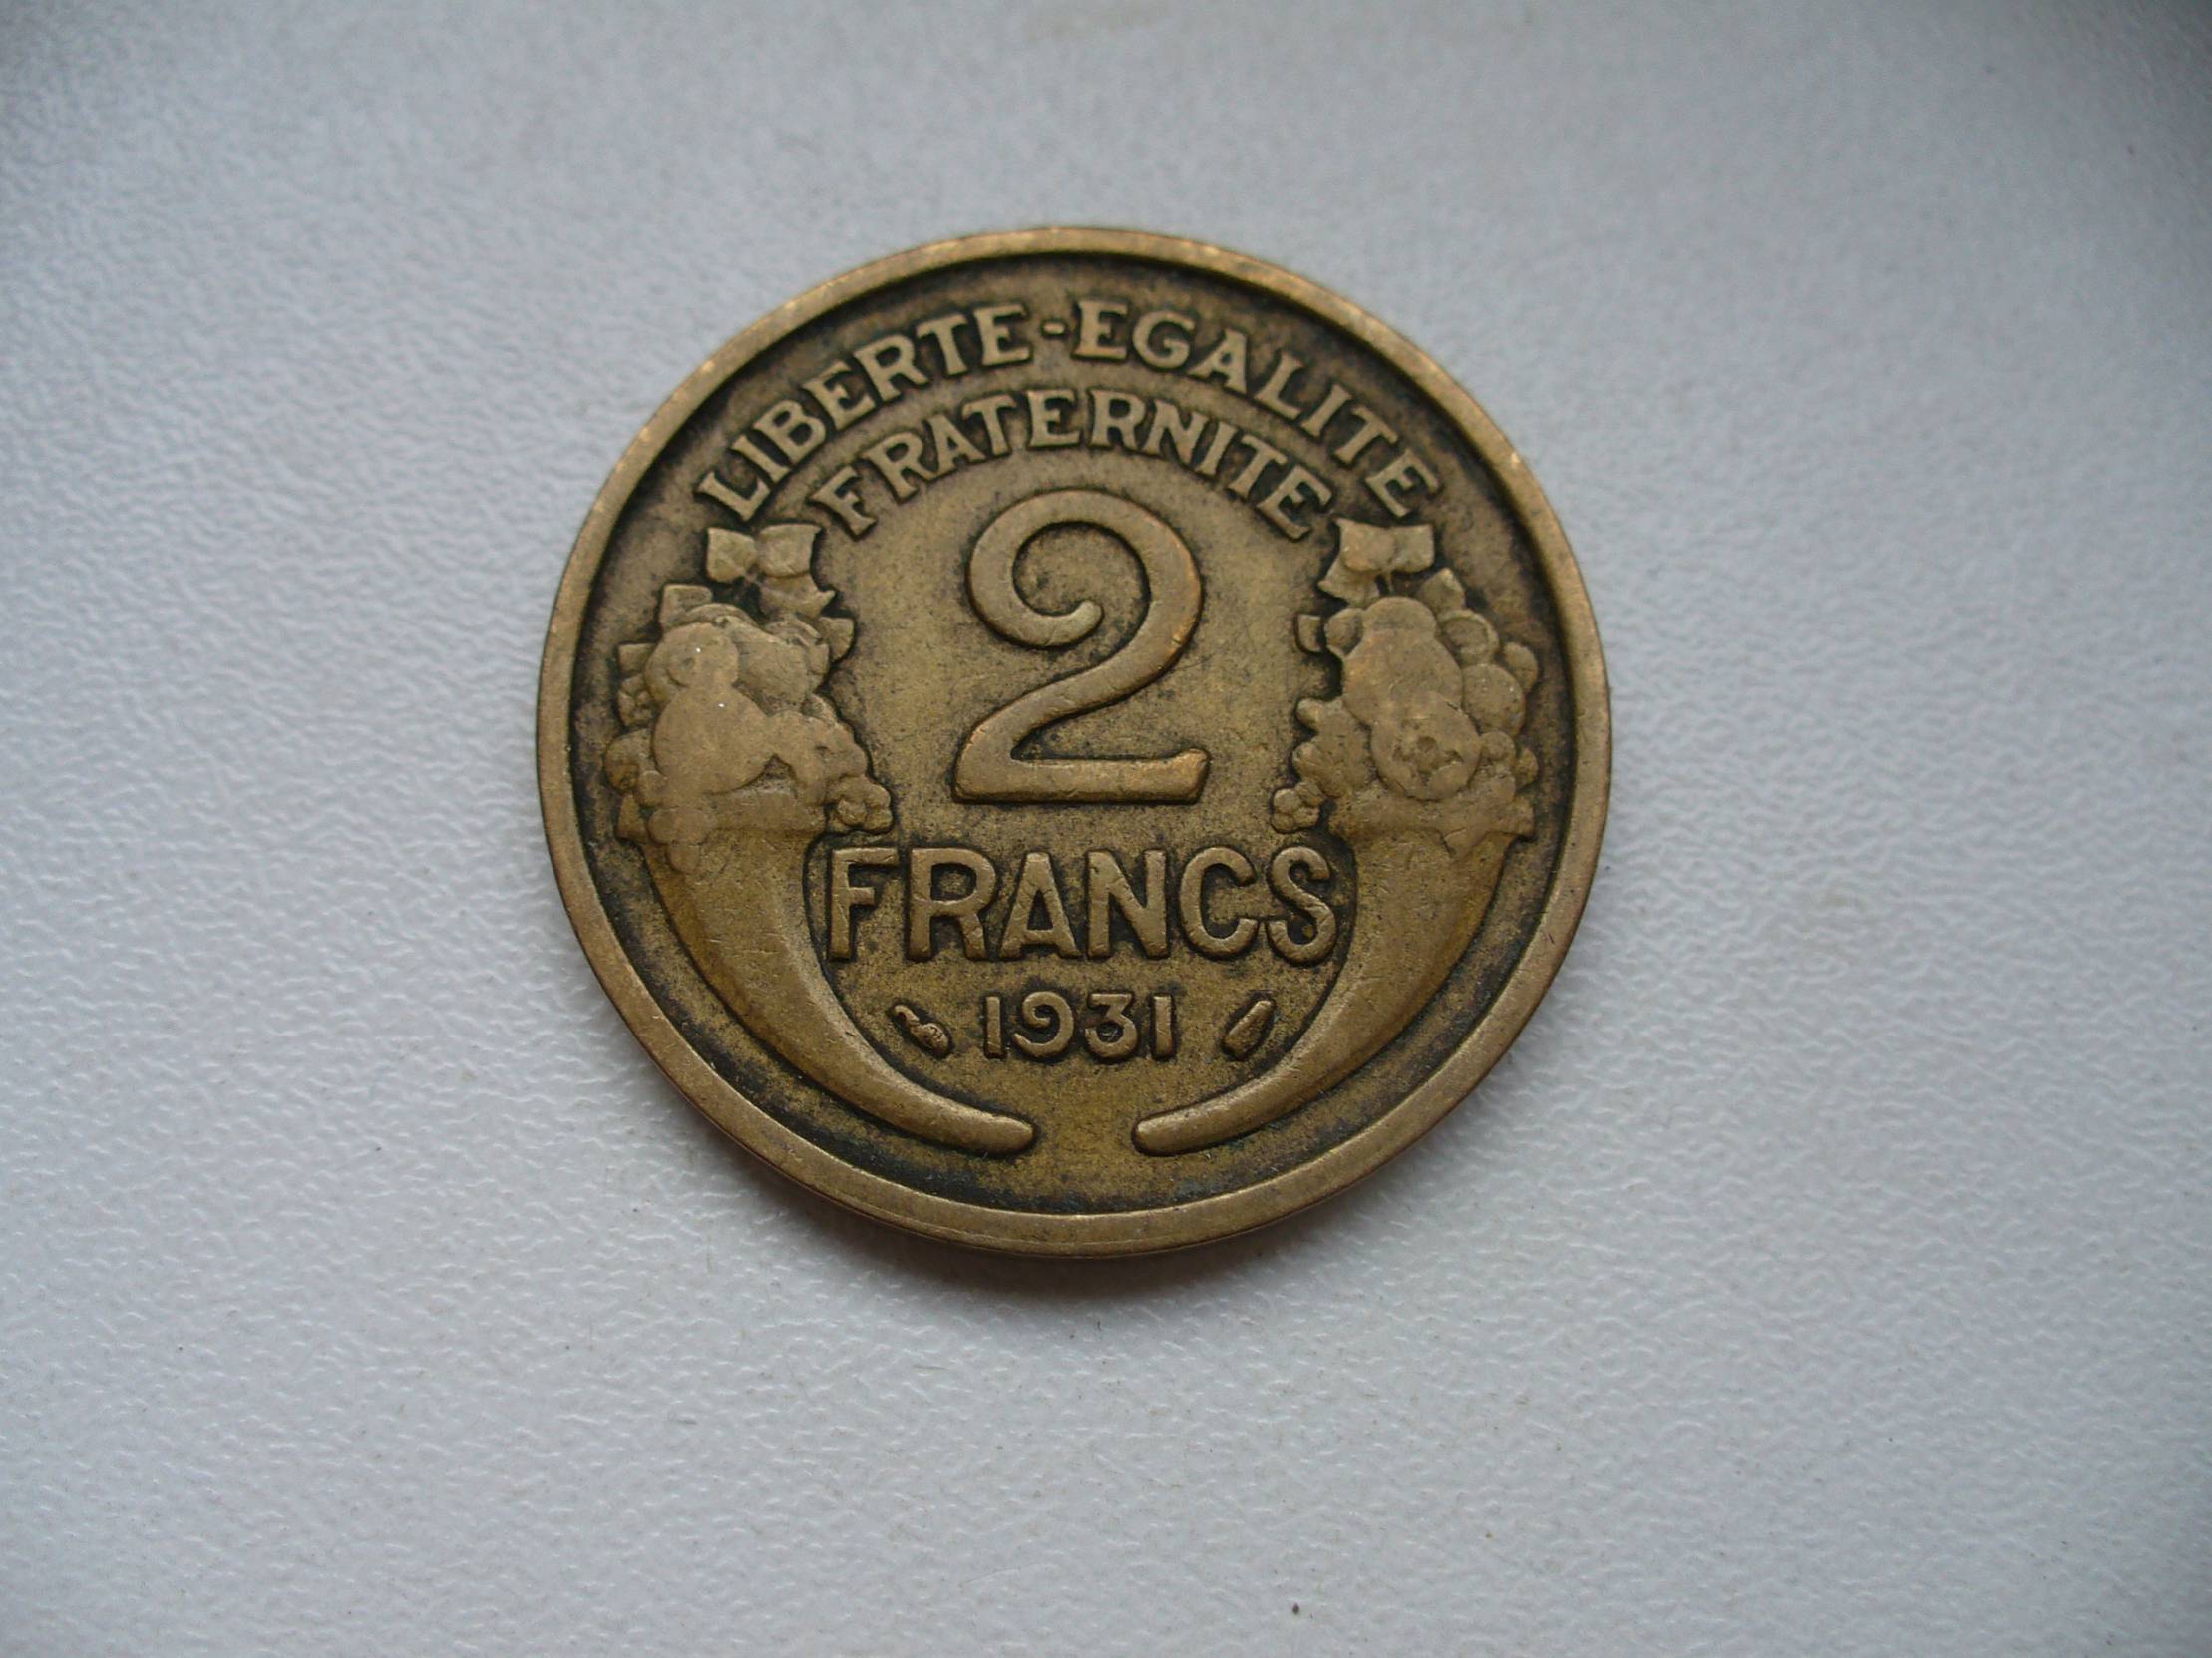 LIBERTE-EGALITE
FRATERNITE
2
FRANCS
1931